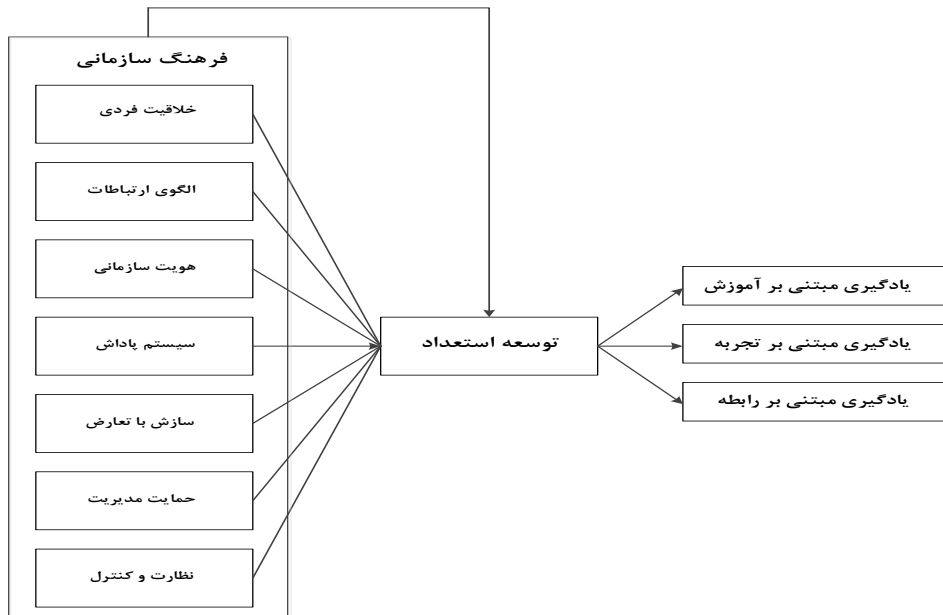 فرهنگ سازمانی
خلاقیت فردی
الگوی ارتباطات
هویت سازمانی
سیستم پاداش
سازش با تعارض
حمایت مدیریت
نظارت و کنترل
توسعه استعداد
یادگیری مبتنی بر آموزش
یادگیری مبتنی بر تجربه
یادگیری مبتنی بر رابطه